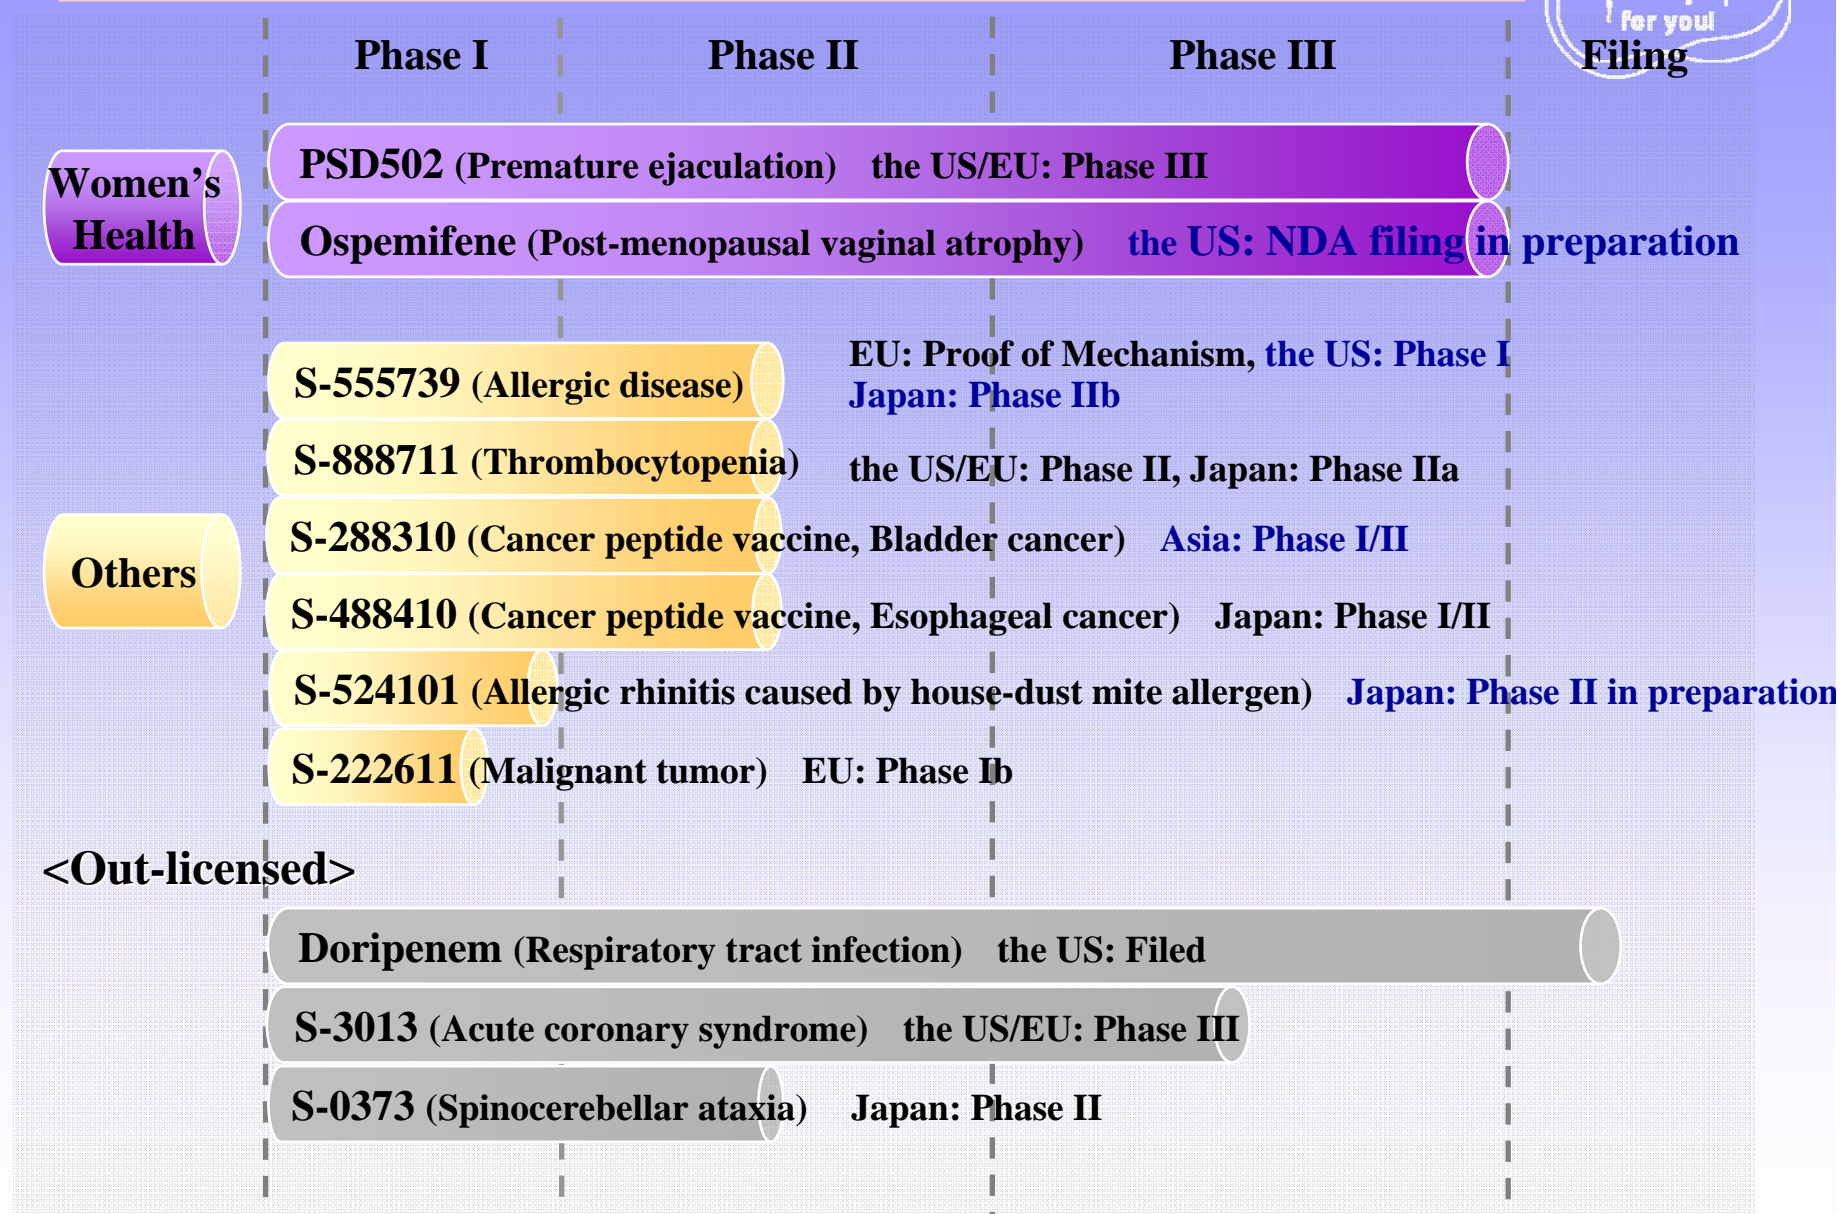 for you!
Phase I Phase II Phase III Filing
Women's
Health
PSD502 (Premature ejaculation) the US/EU: Phase III
Ospemifene (Post-menopausal vaginal atrophy) the US: NDA filing in preparation
Others
S-555739 (Allergic disease)
EU: Proof of Mechanism, the US: Phase I
Japan: Phase IIb
S-888711 (Thrombocytopenia) the US/EU: Phase II, Japan: Phase IIa
S-288310 (Cancer peptide vaccine, Bladder cancer) Asia: Phase I/II
S-488410 (Cancer peptide vaccine, Esophageal cancer) Japan: Phase I/II
S-524101 (Allergic rhinitis caused by house-dust mite allergen) Japan: Phase II in preparation
S-222611 (Malignant tumor) EU: Phase Ib
<Out-licensed>
Doripenem (Respiratory tract infection) the US: Filed
S-3013 (Acute coronary syndrome) the US/EU: Phase III
S-0373 (Spinocerebellar ataxia) Japan: Phase II